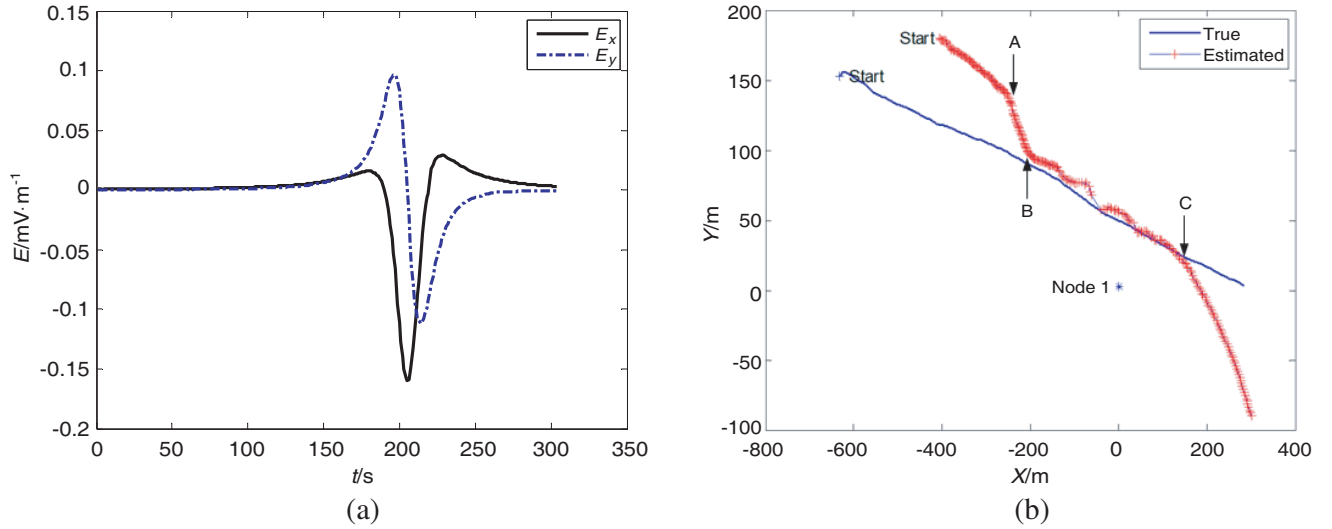 0.15
0.1
0.05
0
-0.05
-0.1
-0.15
-0.2
E/mV·m⁻¹
0 50 100 150 200 250 300 350
t/s
Eₓ
E_y
(a)
200
150
100
50
0
-50
-100
Y/m
-800 -600 -400 -200 0 200 400
X/m
True
Estimated
Start
A
Start
B
C
Node 1
(b)